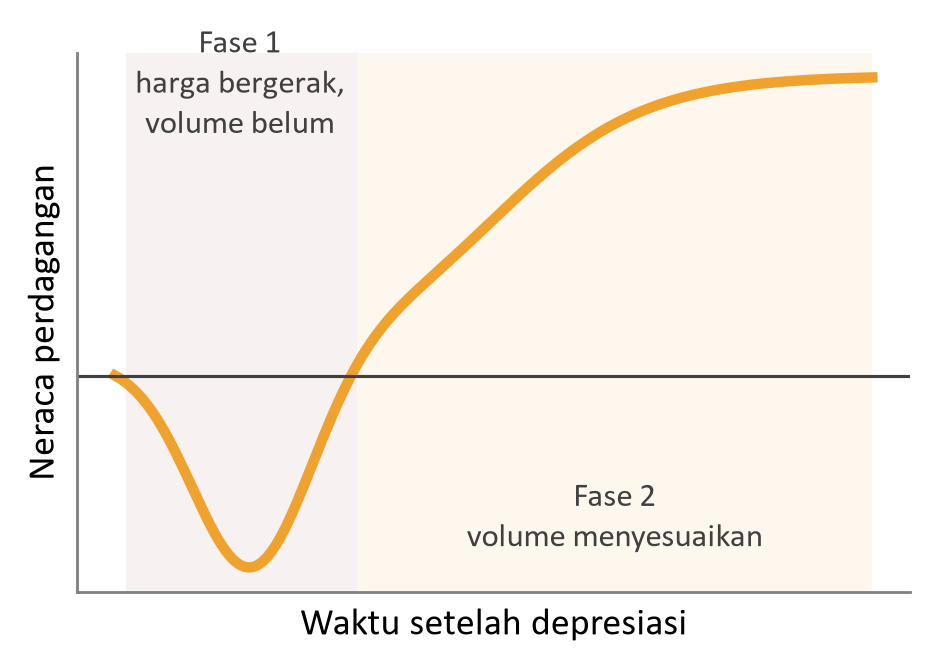 Fase 1
harga bergerak,
volume belum
Neraca perdagangan
Fase 2
volume menyesuaikan
Waktu setelah depresiasi